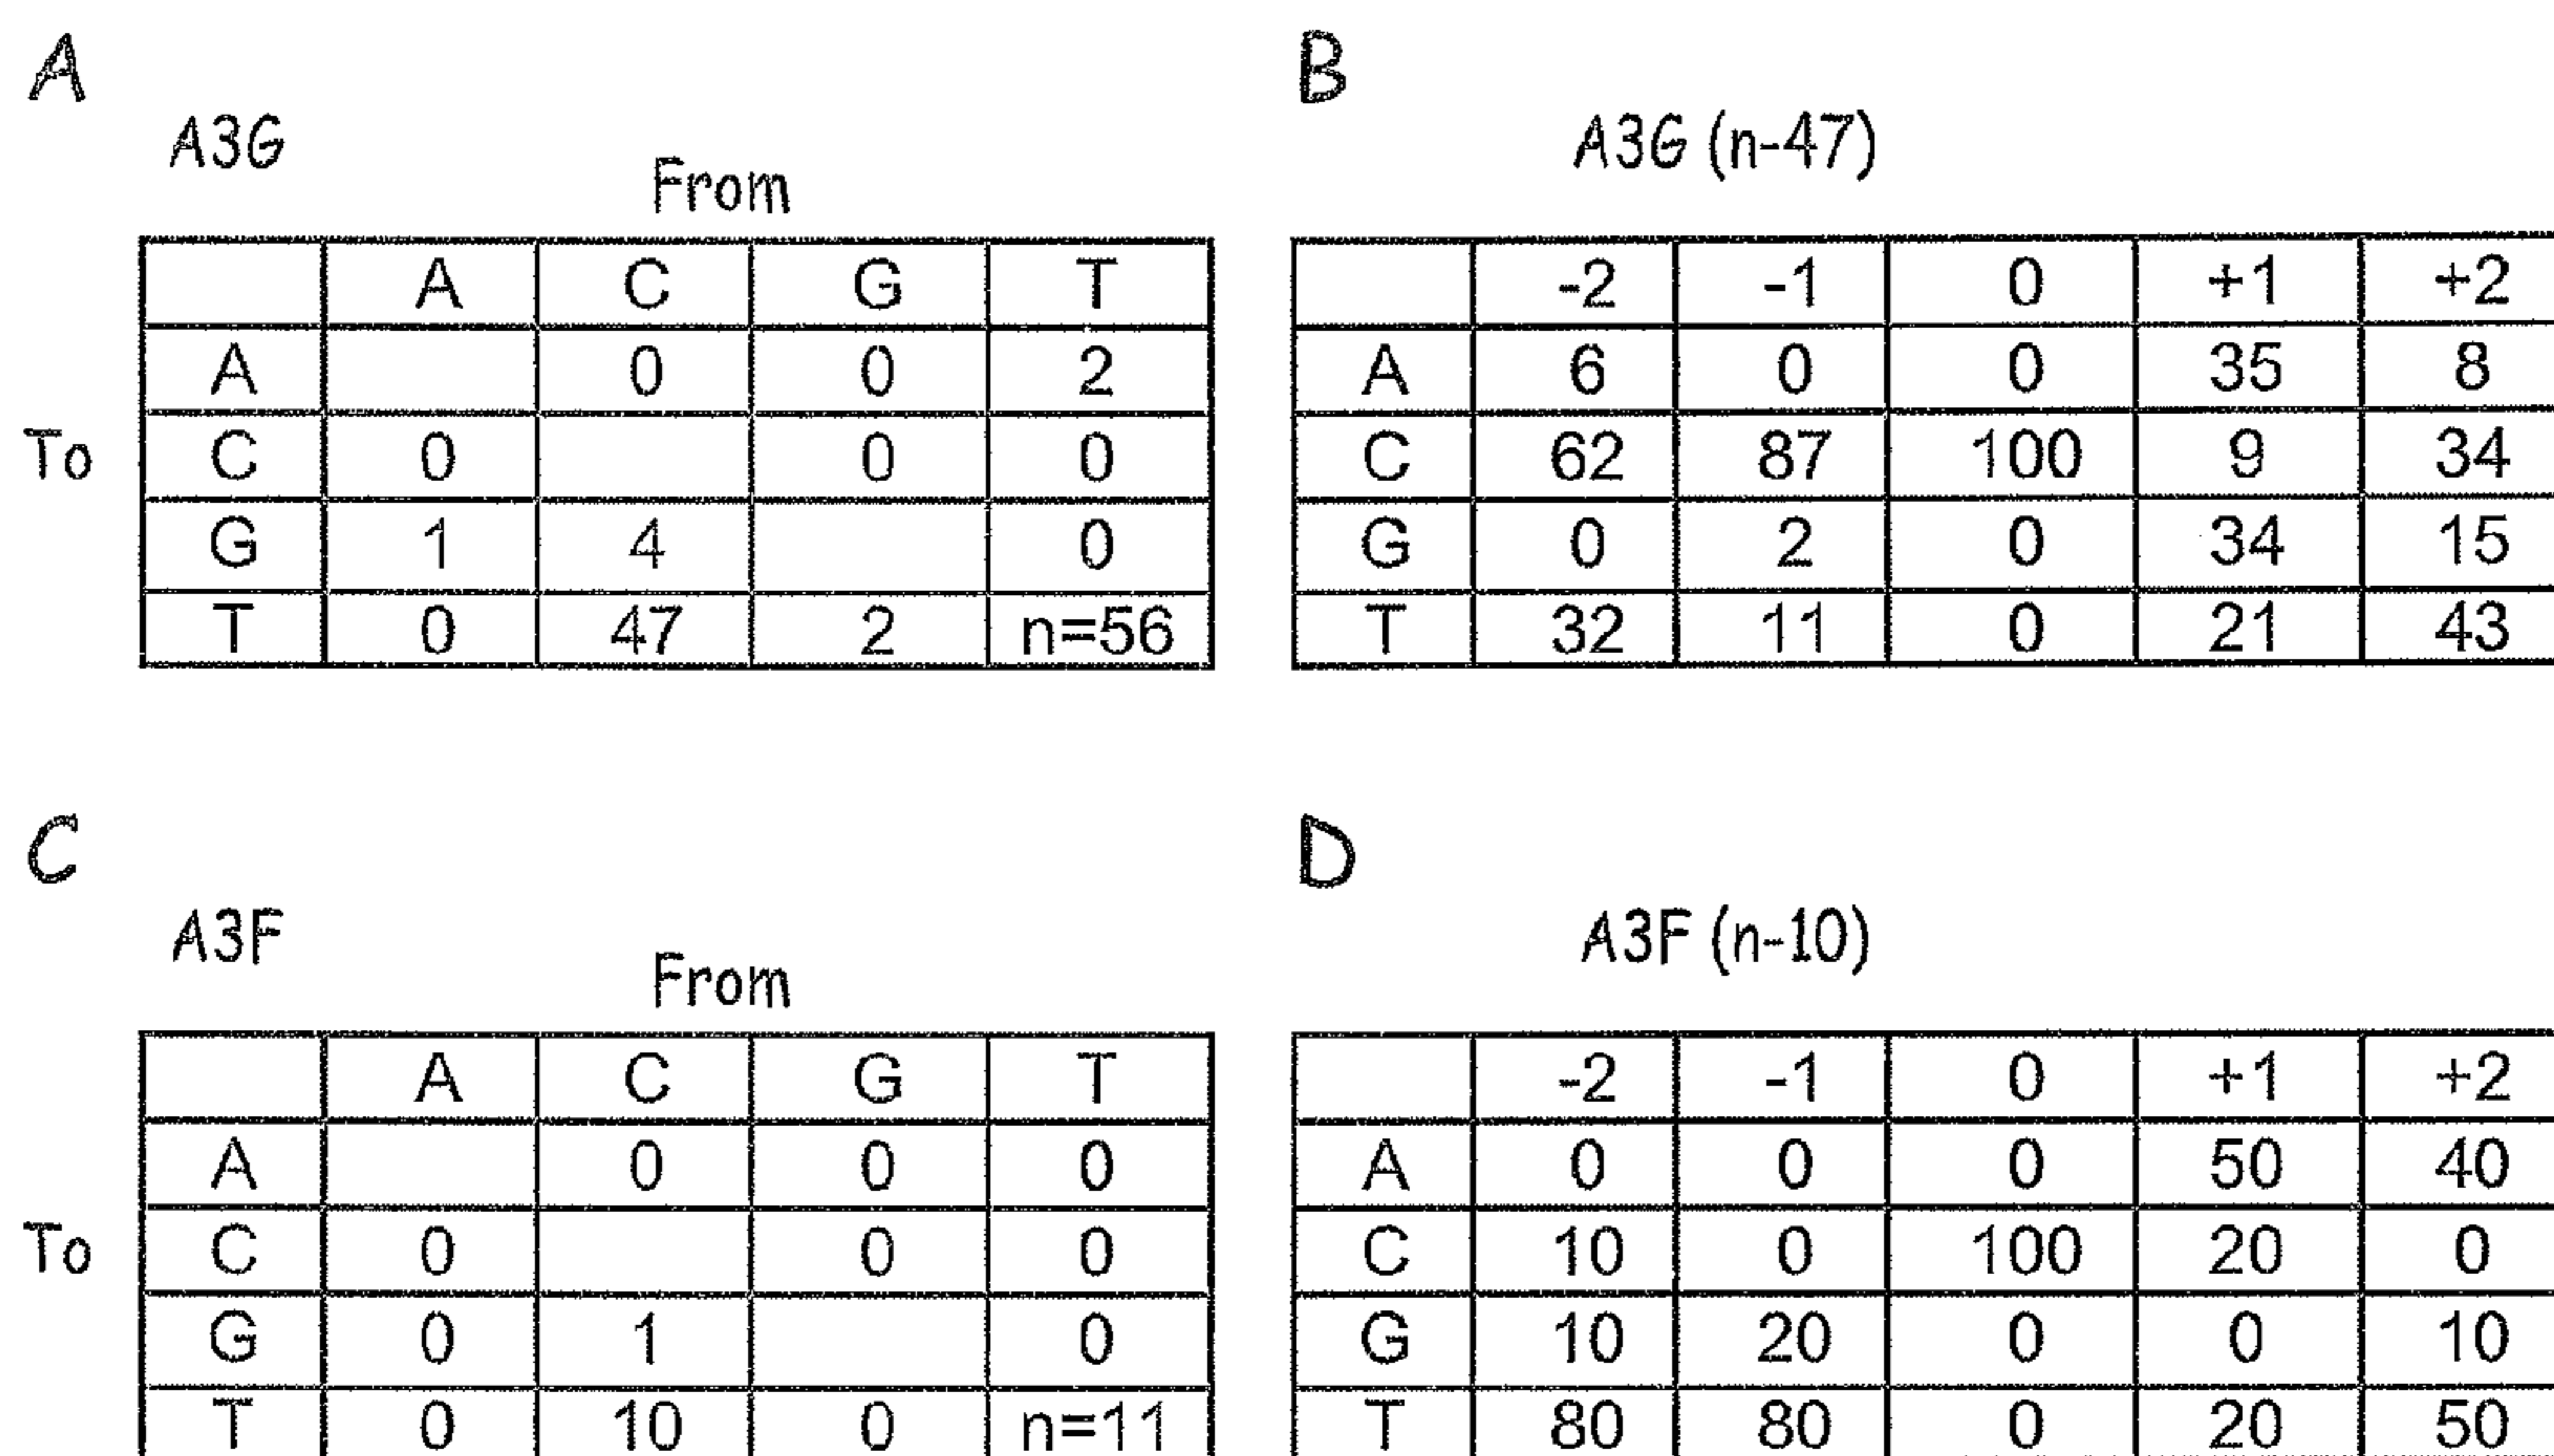 A
A3G
From
A C G T
A 0 0 2
To C 0 0 0
G 1 4 0
T 0 47 2 n=56
B
A3G (n-47)
-2 -1 0 +1 +2
A 6 0 0 35 8
C 62 87 100 9 34
G 0 2 0 34 15
T 32 11 0 21 43
C
A3F
From
A C G T
A 0 0 0
To C 0 0 0
G 0 1 0
T 0 10 0 n=11
D
A3F (n-10)
-2 -1 0 +1 +2
A 0 0 0 50 40
C 10 0 100 20 0
G 10 20 0 0 10
T 80 80 0 20 50